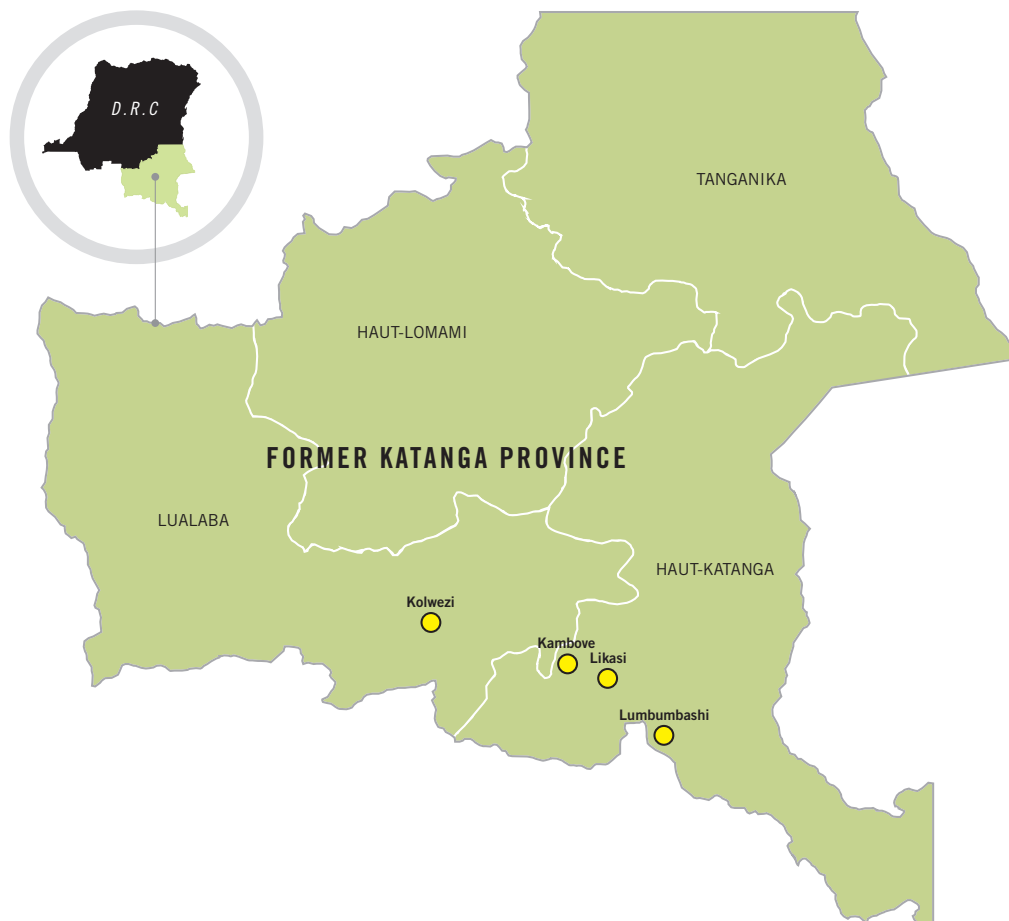 D.R.C
TANGANIKA
HAUT-LOMAMI
FORMER KATANGA PROVINCE
LUALABA
HAUT-KATANGA
Kolwezi
Kambove
Likasi
Lumbumbashi